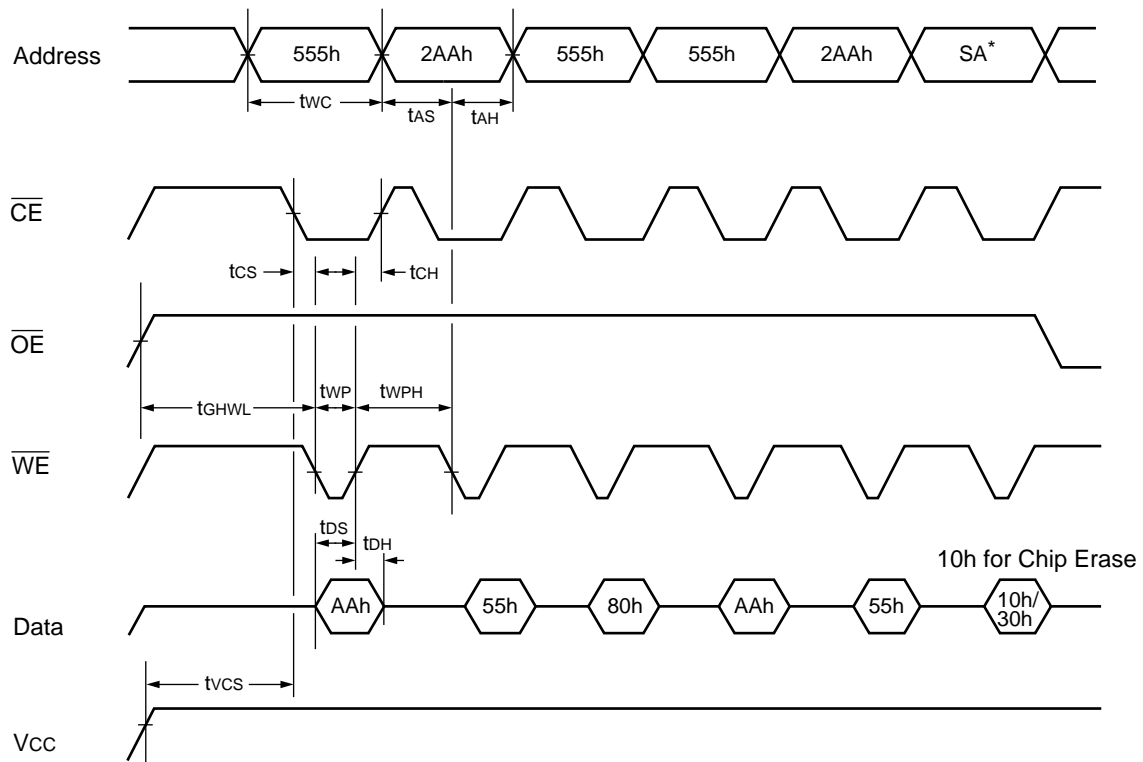 Address 555h 2AAh 555h 555h 2AAh SA*
tWC tAS tAH
CE
tCS tCH
OE
tGHWL tWP tWPH
WE
tDS tDH
10h for Chip Erase
Data AAh 55h 80h AAh 55h 10h/
30h
tVCS
VCC